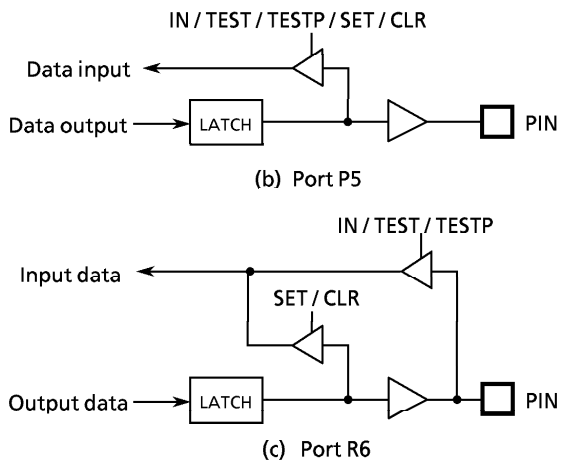 IN / TEST / TESTP / SET / CLR
Data input
Data output
LATCH
PIN
(b) Port P5
IN / TEST / TESTP
Input data
SET / CLR
Output data
LATCH
PIN
(c) Port R6